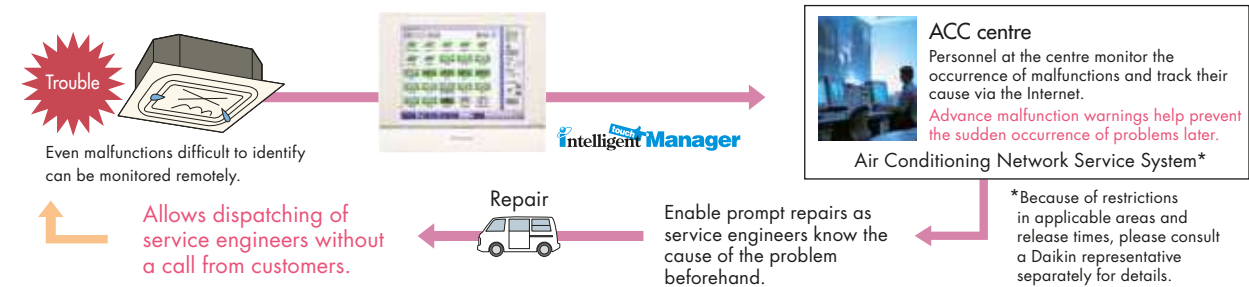 Trouble
Even malfunctions difficult to identify
can be monitored remotely.
touch
intelligent Manager
ACC centre
Personnel at the centre monitor the
occurrence of malfunctions and track their
cause via the Internet.
Advance malfunction warnings help prevent
the sudden occurrence of problems later.
Air Conditioning Network Service System*
*Because of restrictions
in applicable areas and
release times, please consult
a Daikin representative
separately for details.
Enable prompt repairs as
service engineers know the
cause of the problem
beforehand.
Repair
Allows dispatching of
service engineers without
a call from customers.